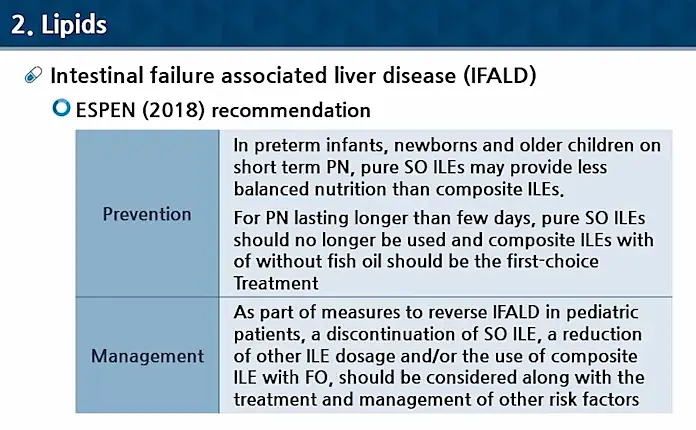 2. Lipids
Intestinal failure associated liver disease (IFALD)
ESPEN (2018) recommendation
Prevention
In preterm infants, newborns and older children on
short term PN, pure SO ILEs may provide less
balanced nutrition than composite ILEs.
For PN lasting longer than few days, pure SO ILEs
should no longer be used and composite ILEs with
of without fish oil should be the first-choice
Treatment
Management
As part of measures to reverse IFALD in pediatric
patients, a discontinuation of SO ILE, a reduction
of other ILE dosage and/or the use of composite
ILE with FO, should be considered along with the
treatment and management of other risk factors